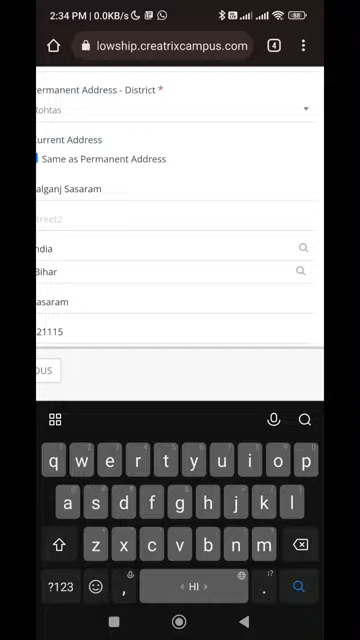 2:34 PM | 0.0KB/s
lowship.creatrixcampus.com
4
ermanent Address - District *
Rohtas
urrent Address
Same as Permanent Address
alganj Sasaram
treet2
ndia
Bihar
asaram
21115
OUS
q w e r t y u i o p
a s d f g h j k l
z x c v b n m
?123 , HI . !?